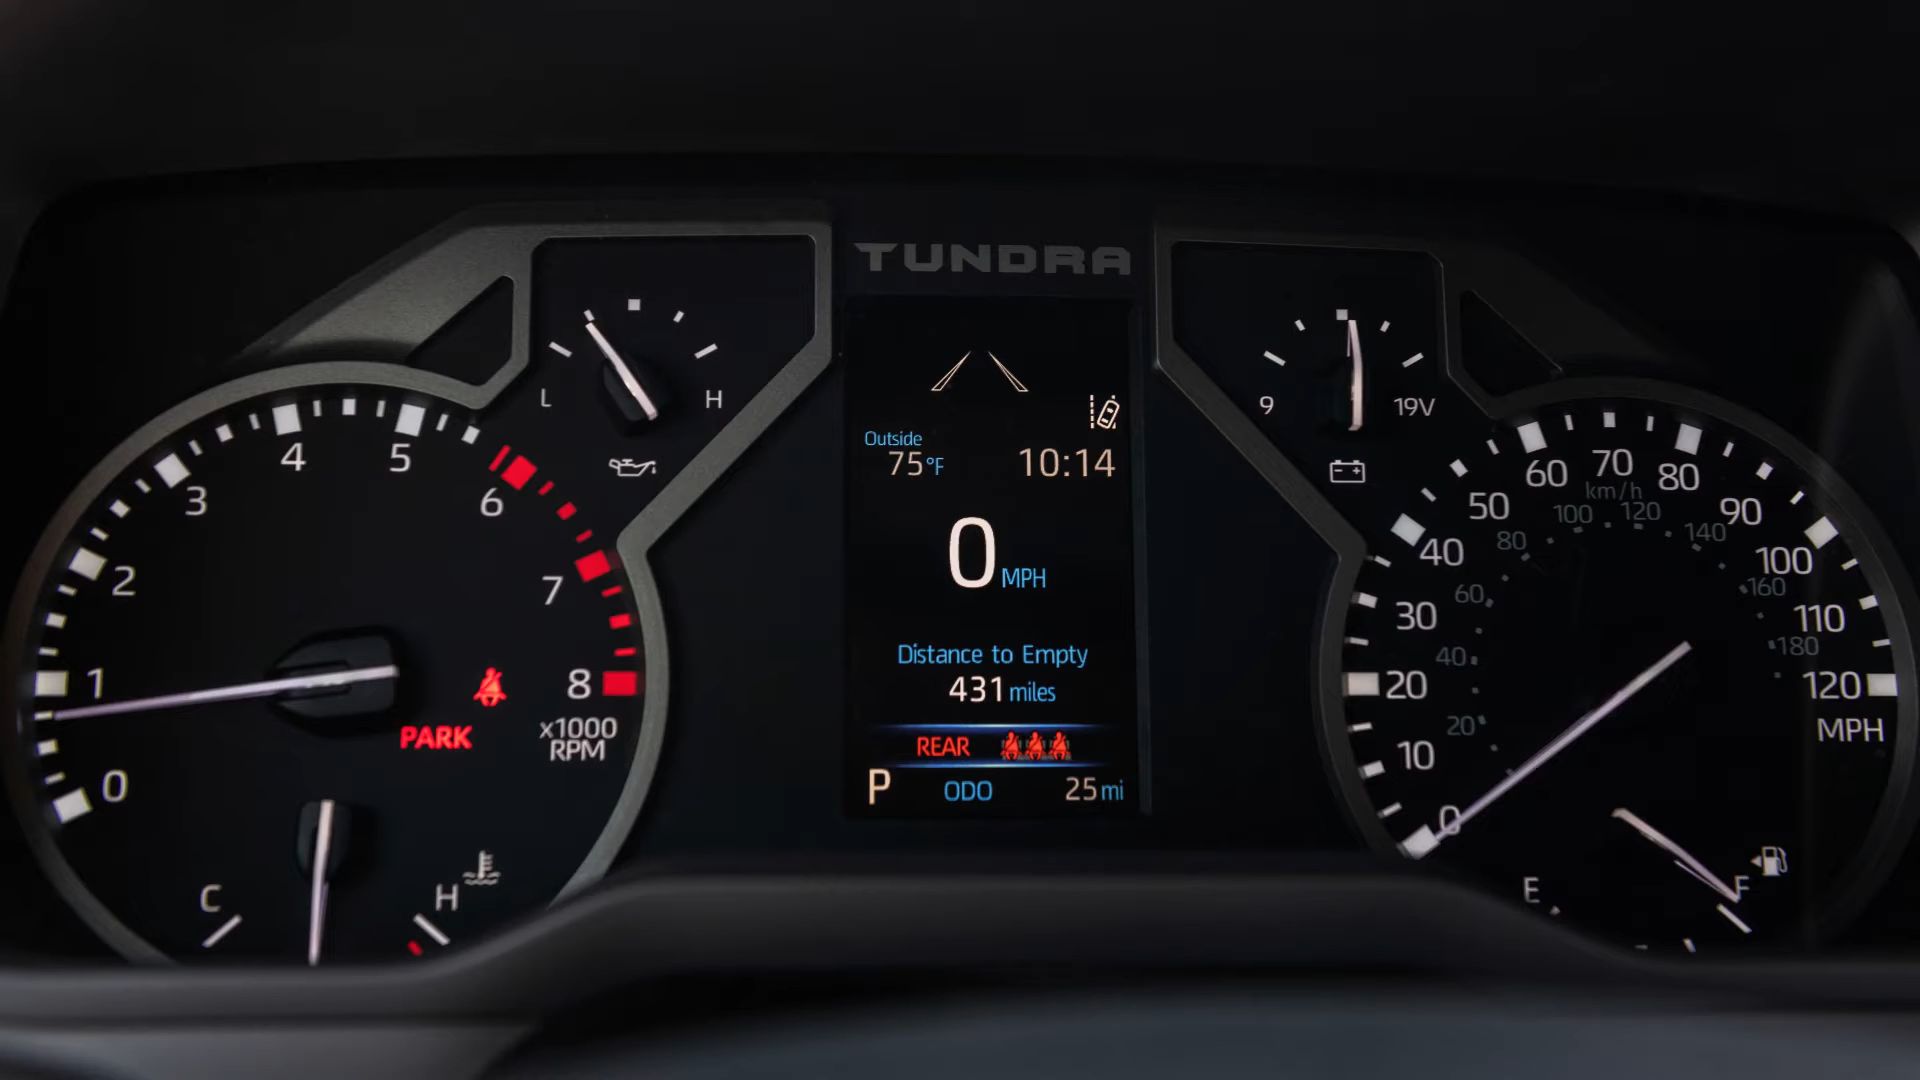 TUNDRA
0
1
2
3
4
5
6
7
8
x1000
RPM
PARK
C
H
L
H
Outside
75°F
10:14
0 MPH
Distance to Empty
431 miles
REAR
P ODO 25 mi
9
19V
0
10
20
30
40
50
60
70
80
90
100
110
120
MPH
km/h
20
40
60
80
100
120
140
160
180
E
F